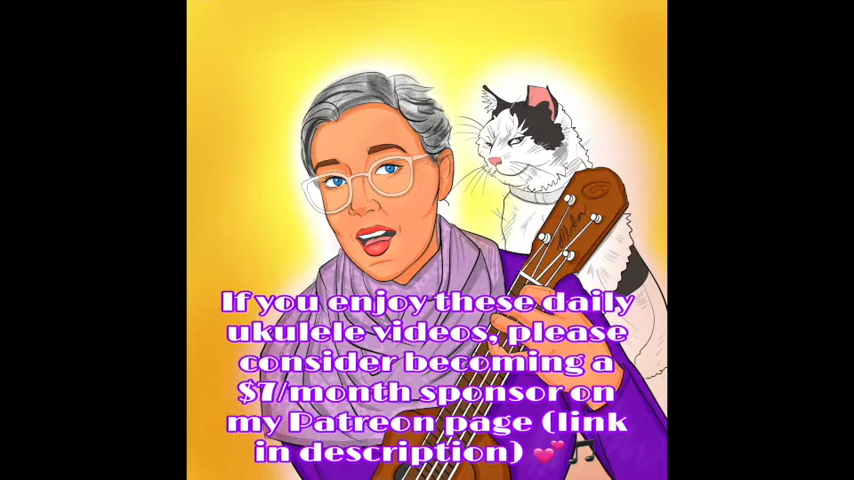 Aloha
If you enjoy these daily
ukulele videos, please
consider becoming a
$7/month sponsor on
my Patreon page (link
in description) 💕🎵